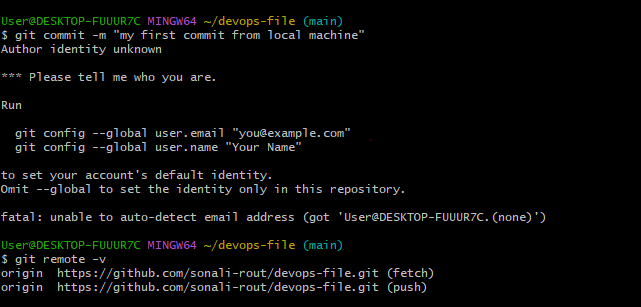 User@DESKTOP-FUUUR7C MINGW64 ~/devops-file (main)
$ git commit -m "my first commit from local machine"
Author identity unknown
*** Please tell me who you are.
Run
git config --global user.email "you@example.com"
git config --global user.name "Your Name"
to set your account's default identity.
Omit --global to set the identity only in this repository.
fatal: unable to auto-detect email address (got 'User@DESKTOP-FUUUR7C.(none)')
User@DESKTOP-FUUUR7C MINGW64 ~/devops-file (main)
$ git remote -v
origin  https://github.com/sonali-rout/devops-file.git (fetch)
origin  https://github.com/sonali-rout/devops-file.git (push)